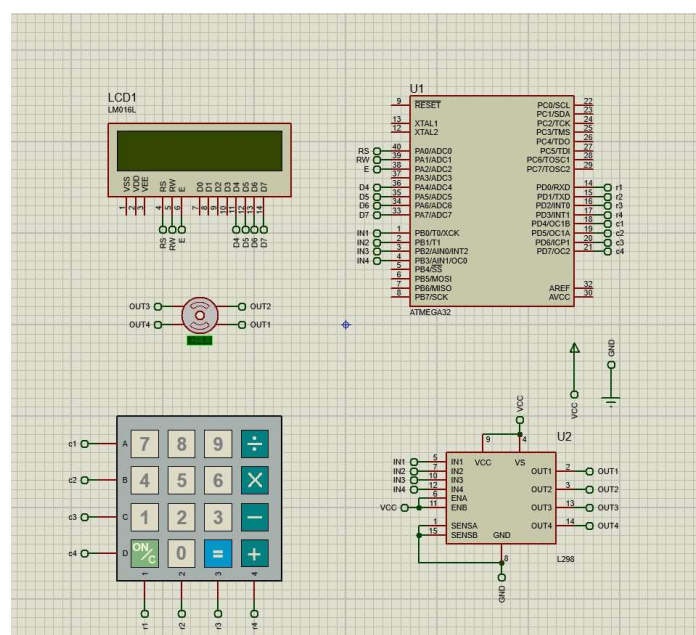 LCD1
LM016L
VSS
VDD
VEE
RS
RW
E
D0
D1
D2
D3
D4
D5
D6
D7
1
2
3
4
5
6
7
8
9
10
11
12
13
14
RS
RW
E
D4
D5
D6
D7
U1
9 RESET PC0/SCL 22
PC1/SDA 23
13 XTAL1 PC2/TCK 24
12 XTAL2 PC3/TMS 25
PC4/TDO 26
RS 40 PA0/ADC0 PC5/TDI 27
RW 39 PA1/ADC1 PC6/TOSC1 28
E 38 PA2/ADC2 PC7/TOSC2 29
37 PA3/ADC3
D4 36 PA4/ADC4 PD0/RXD 14 r1
D5 35 PA5/ADC5 PD1/TXD 15 r2
D6 34 PA6/ADC6 PD2/INT0 16 r3
D7 33 PA7/ADC7 PD3/INT1 17 r4
PD4/OC1B 18 c1
IN1 1 PB0/T0/XCK PD5/OC1A 19 c2
IN2 2 PB1/T1 PD6/ICP1 20 c3
IN3 3 PB2/AIN0/INT2 PD7/OC2 21 c4
IN4 4 PB3/AIN1/OC0
5 PB4/SS
6 PB5/MOSI
7 PB6/MISO AREF 32
8 PB7/SCK AVCC 30
ATMEGA32
OUT3 OUT2
OUT4 OUT1
VCC
GND
c1 A 7 8 9 ÷
c2 B 4 5 6 ×
c3 C 1 2 3 −
c4 D ON/C 0 = +
1 2 3 4
r1 r2 r3 r4
VCC
U2
9 4
VCC VS
IN1 5 IN1 OUT1 2 OUT1
IN2 7 IN2
IN3 10 IN3 OUT2 3 OUT2
IN4 12 IN4
6 ENA OUT3 13 OUT3
VCC 11 ENB
1 SENSA OUT4 14 OUT4
15 SENSB GND
8
L298
GND